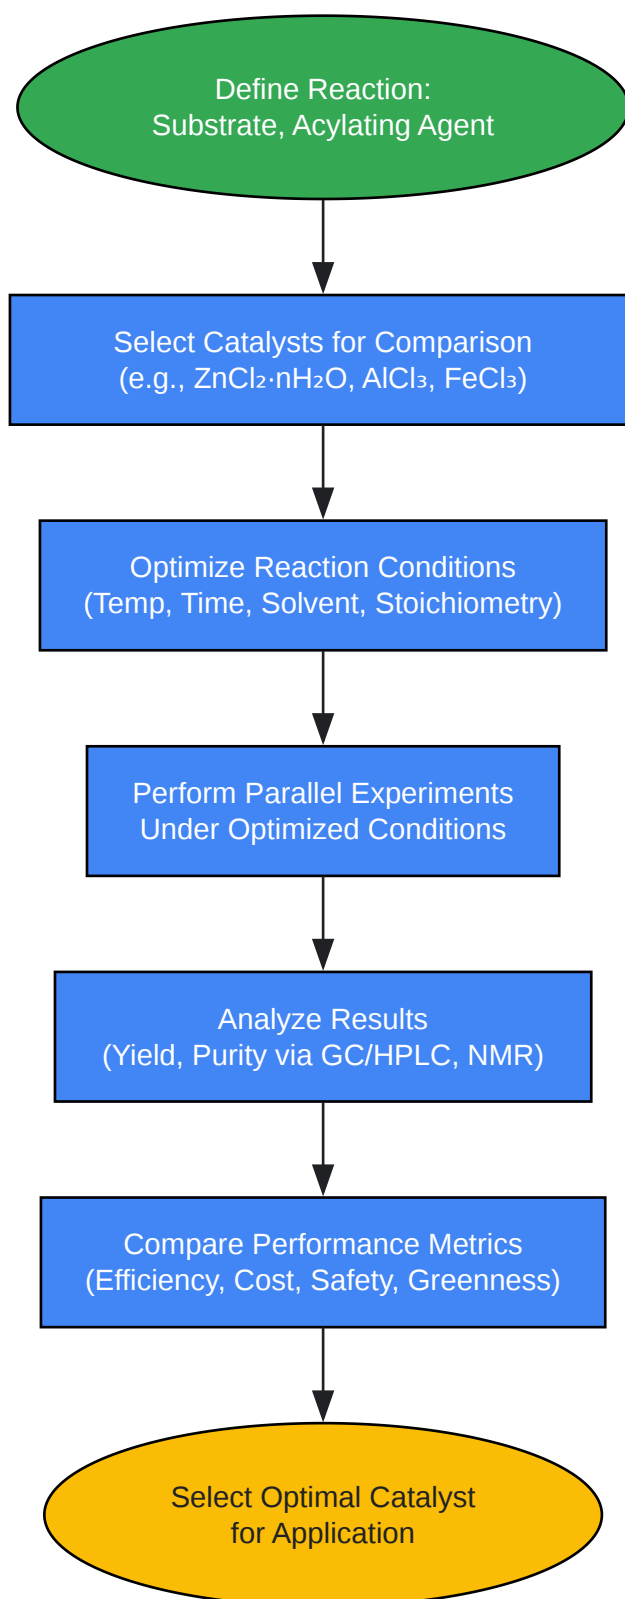 Define Reaction:
Substrate, Acylating Agent
Select Catalysts for Comparison
(e.g., ZnCl₂·nH₂O, AlCl₃, FeCl₃)
Optimize Reaction Conditions
(Temp, Time, Solvent, Stoichiometry)
Perform Parallel Experiments
Under Optimized Conditions
Analyze Results
(Yield, Purity via GC/HPLC, NMR)
Compare Performance Metrics
(Efficiency, Cost, Safety, Greenness)
Select Optimal Catalyst
for Application